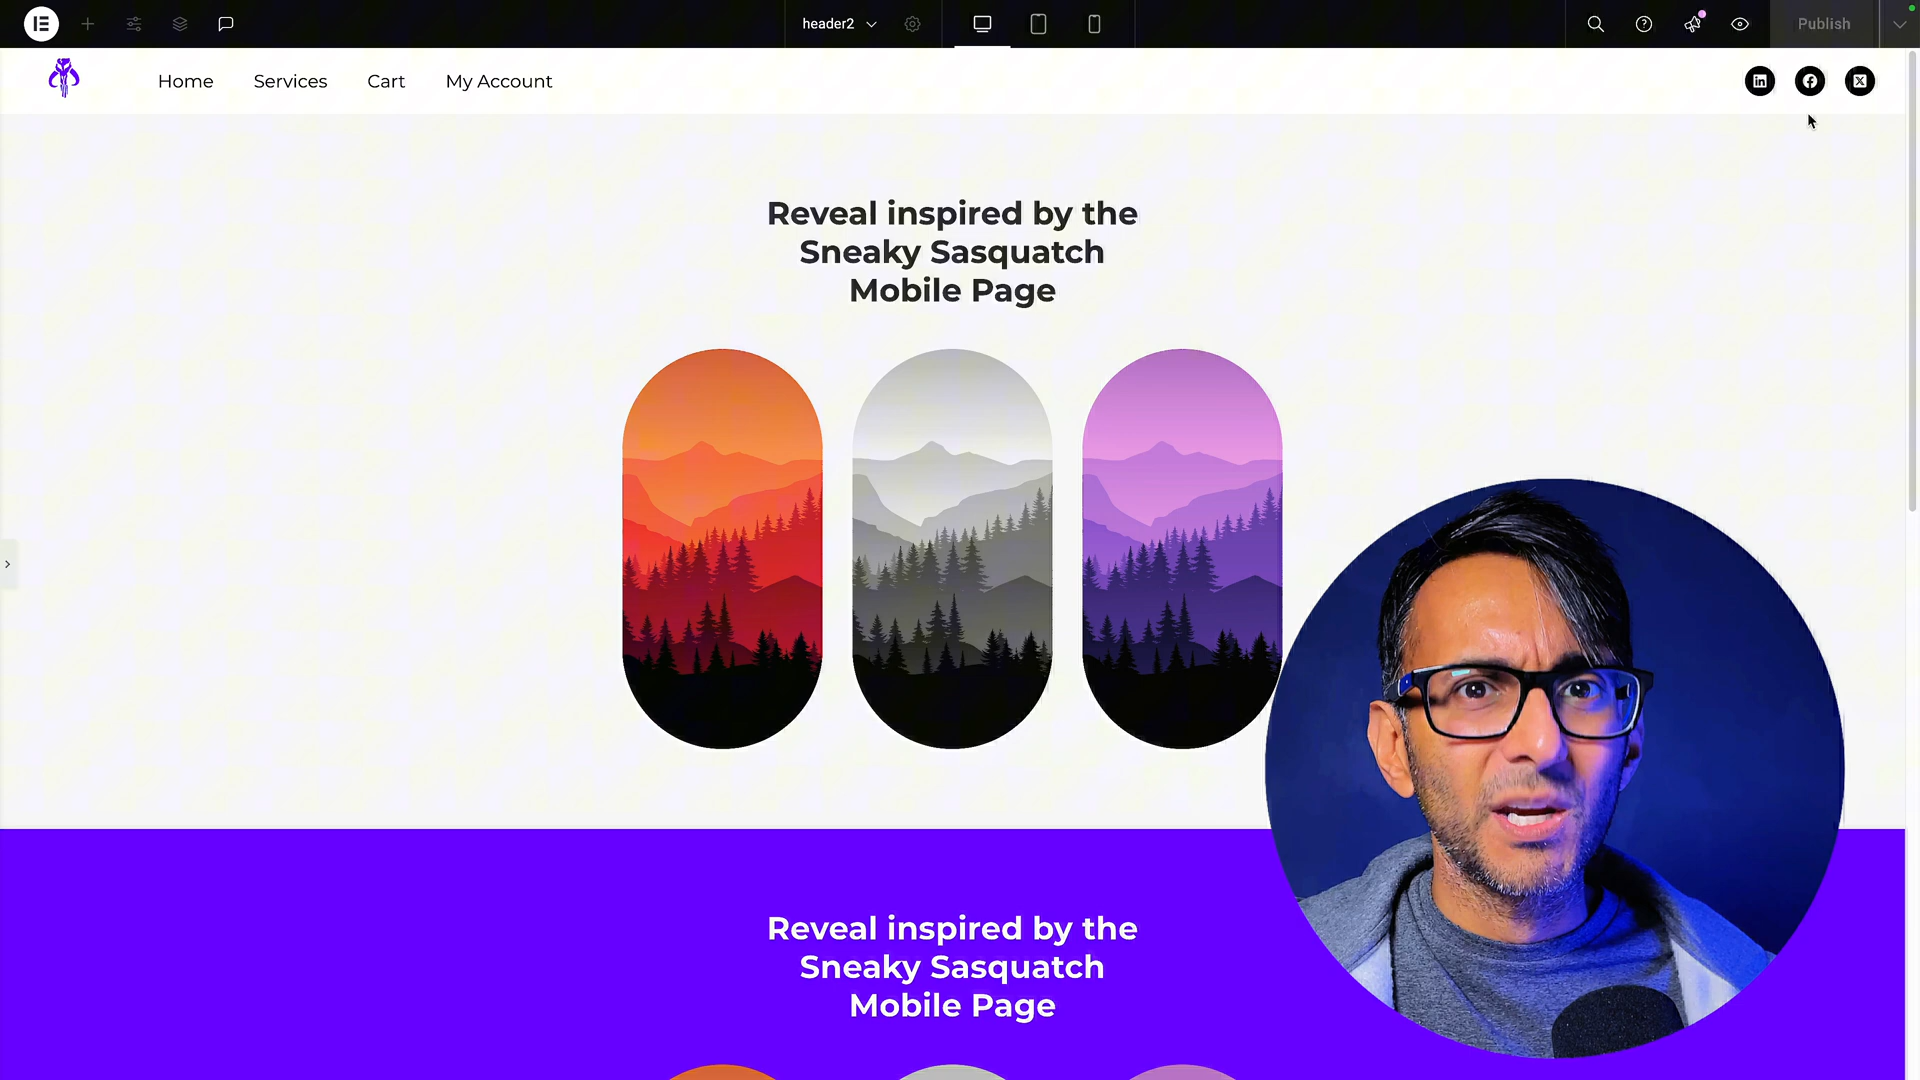 header2
Publish
Home
Services
Cart
My Account
Reveal inspired by the
Sneaky Sasquatch
Mobile Page
Reveal inspired by the
Sneaky Sasquatch
Mobile Page